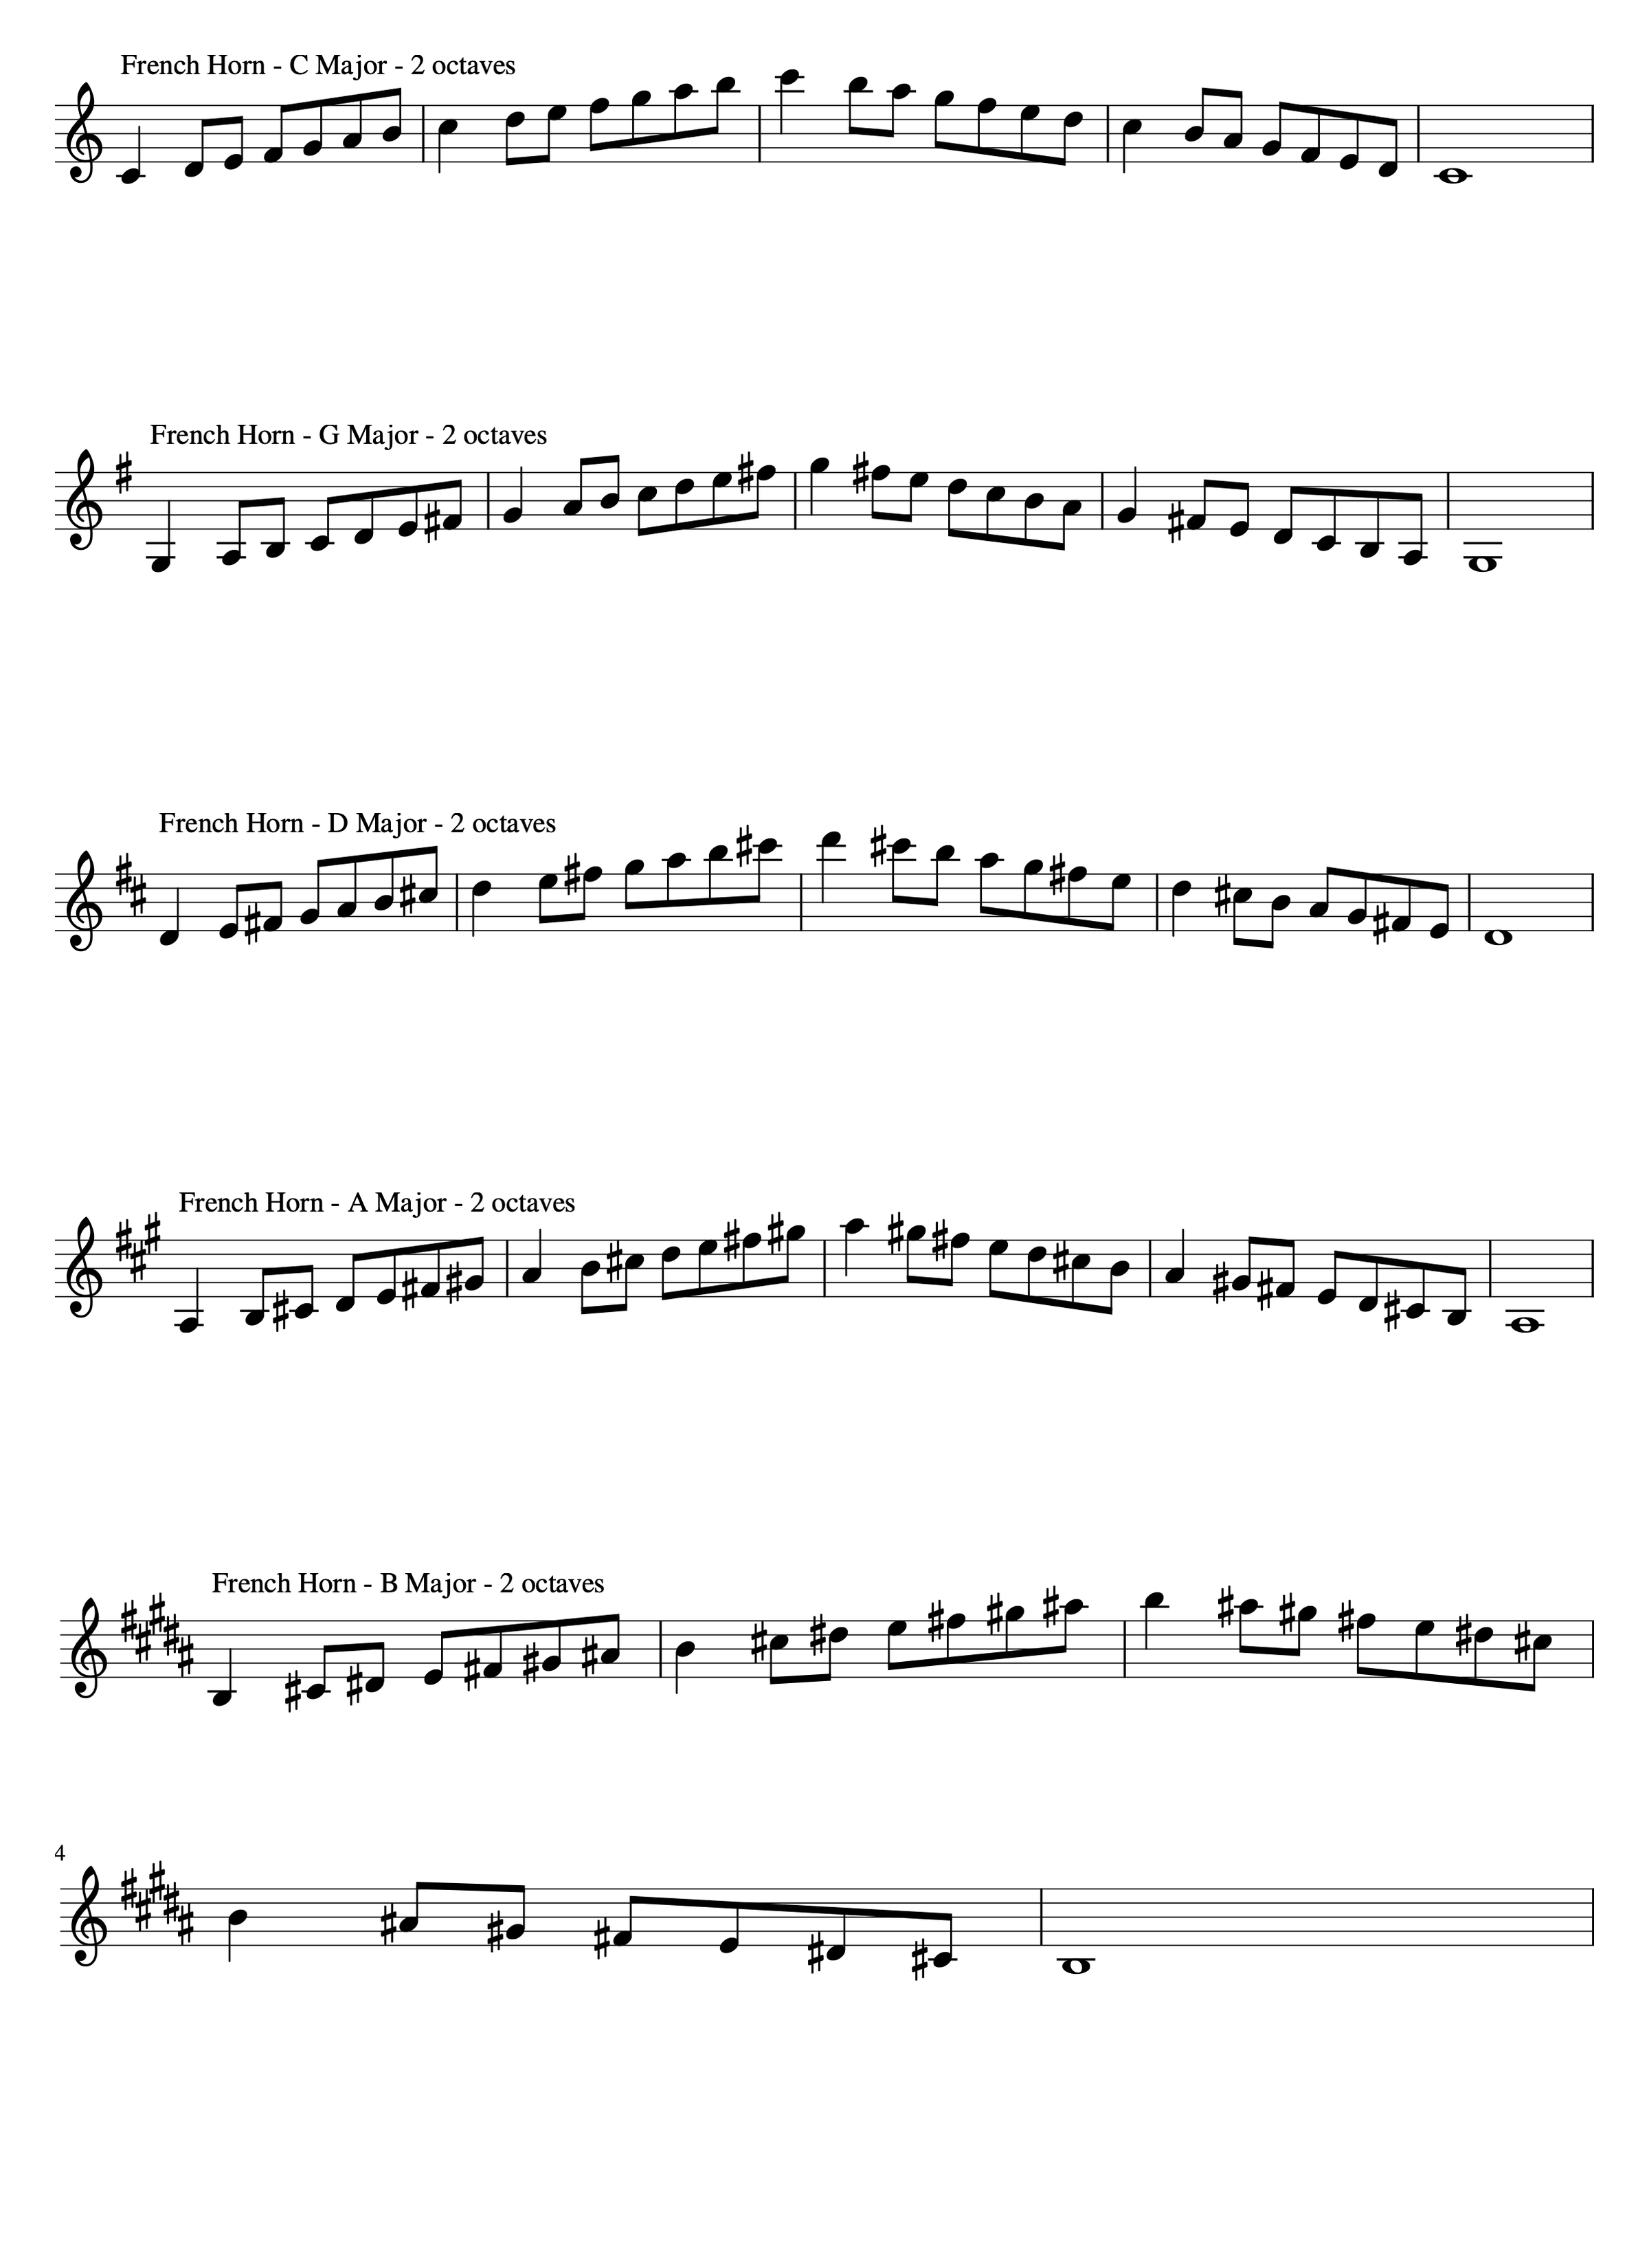 French Horn - C Major - 2 octaves
French Horn - G Major - 2 octaves
French Horn - D Major - 2 octaves
French Horn - A Major - 2 octaves
French Horn - B Major - 2 octaves
4